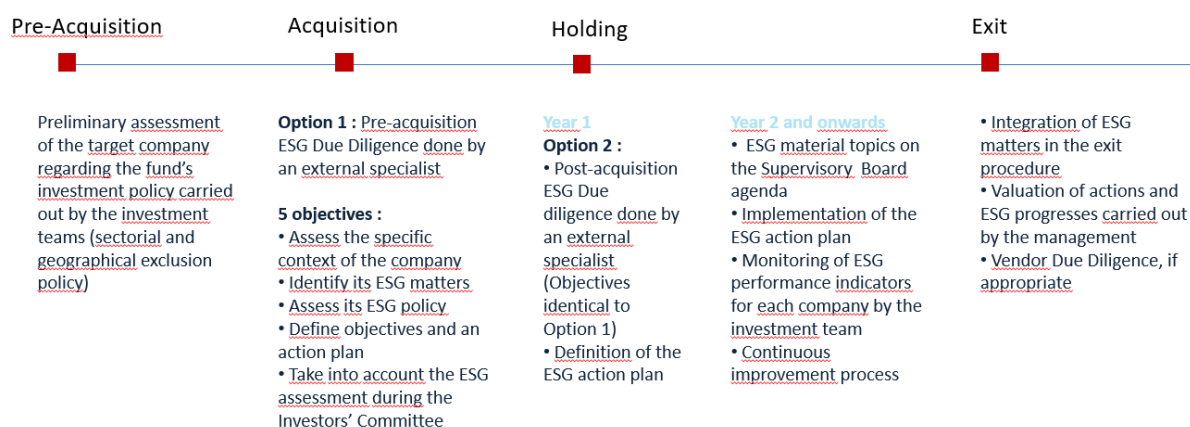 Pre-Acquisition
Acquisition
Holding
Exit
Preliminary assessment
of the target company
regarding the fund's
investment policy carried
out by the investment
teams (sectorial and
geographical exclusion
policy)
Option 1 : Pre-acquisition
ESG Due Diligence done by
an external specialist
5 objectives :
• Assess the specific
context of the company
• Identify its ESG matters
• Assess its ESG policy
• Define objectives and an
action plan
• Take into account the ESG
assessment during the
Investors' Committee
Year 1
Option 2 :
• Post-acquisition
ESG Due
diligence done by
an external
specialist
(Objectives
identical to
Option 1)
• Definition of the
ESG action plan
Year 2 and onwards
• ESG material topics on
the Supervisory Board
agenda
• Implementation of the
ESG action plan
• Monitoring of ESG
performance indicators
for each company by the
investment team
• Continuous
improvement process
• Integration of ESG
matters in the exit
procedure
• Valuation of actions and
ESG progresses carried out
by the management
• Vendor Due Diligence, if
appropriate